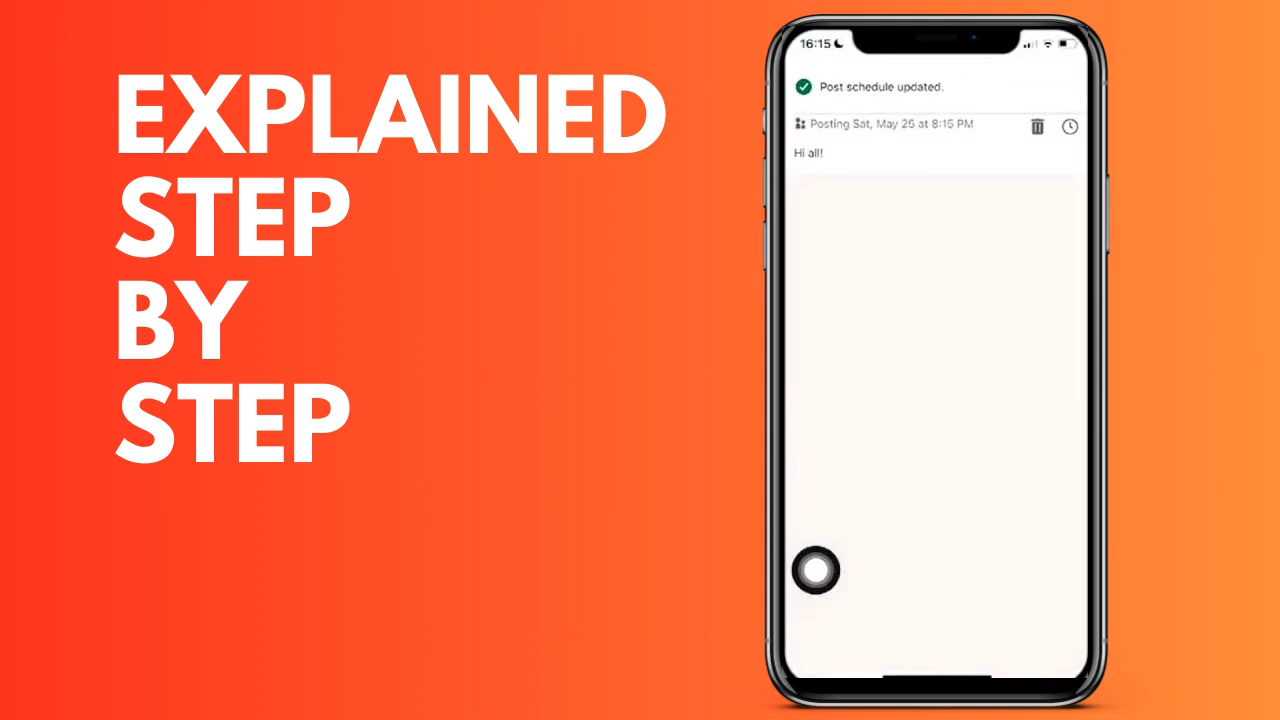 EXPLAINED
STEP
BY
STEP
16:15
Post schedule updated.
Posting Sat, May 25 at 8:15 PM
Hi all!